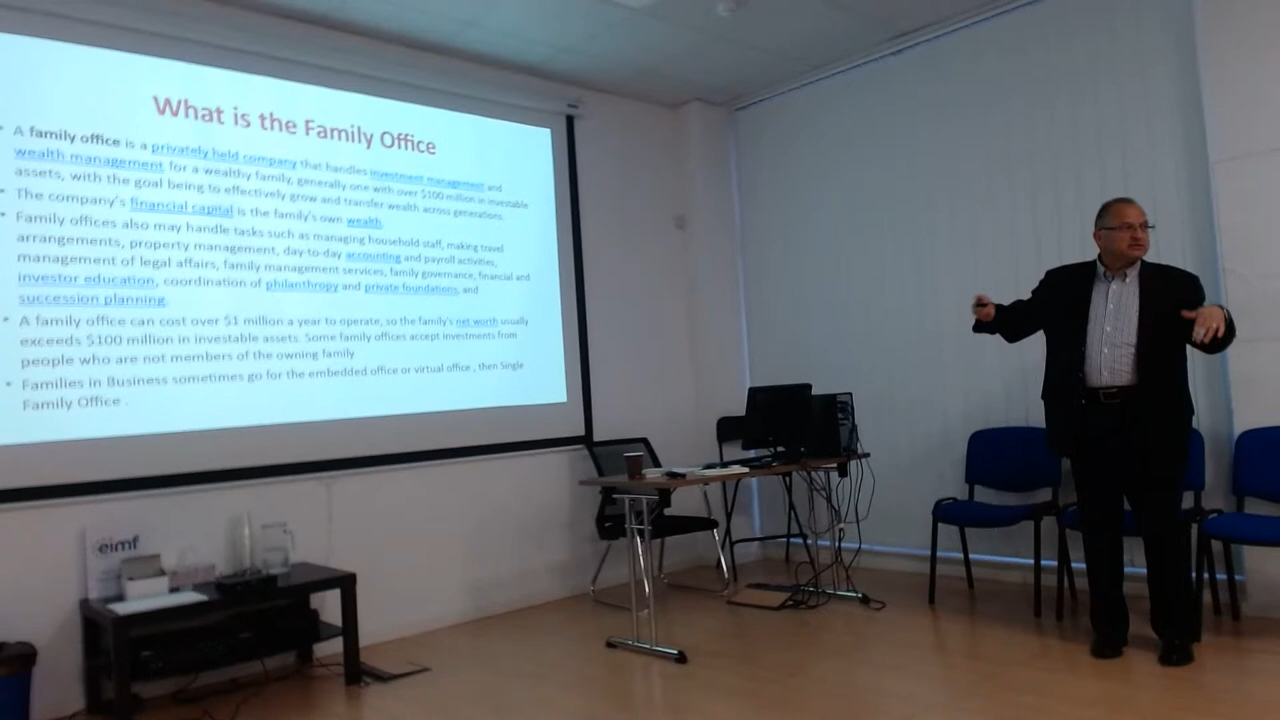 What is the Family Office
• A family office is a privately held company that handles investment management and
wealth management for a wealthy family, generally one with over $100 million in investable
assets, with the goal being to effectively grow and transfer wealth across generations.
• The company's financial capital is the family's own wealth.
• Family offices also may handle tasks such as managing household staff, making travel
arrangements, property management, day-to-day accounting and payroll activities,
management of legal affairs, family management services, family governance, financial and
investor education, coordination of philanthropy and private foundations, and
succession planning.
• A family office can cost over $1 million a year to operate, so the family's net worth usually
exceeds $100 million in investable assets. Some family offices accept investments from
people who are not members of the owning family
• Families in Business sometimes go for the embedded office or virtual office , then Single
Family Office .
eimf